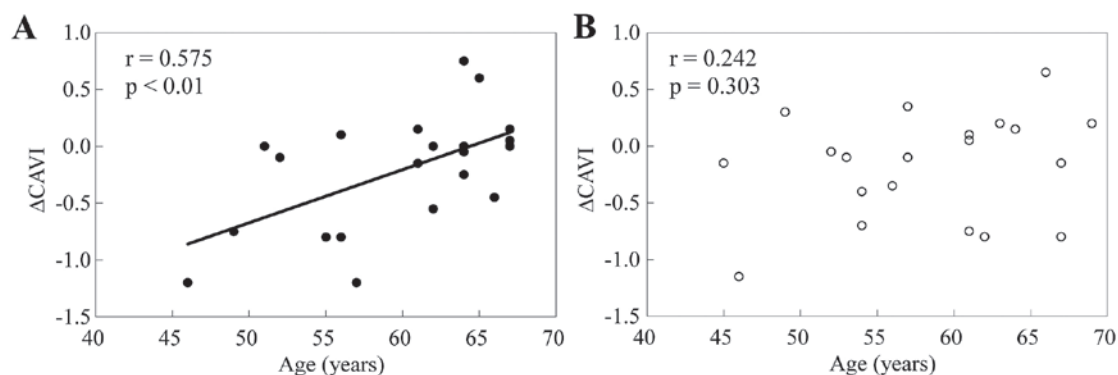 A
r = 0.575
p < 0.01
1.0
0.5
0.0
-0.5
-1.0
-1.5
ΔCAVI
40 45 50 55 60 65 70
Age (years)
B
r = 0.242
p = 0.303
1.0
0.5
0.0
-0.5
-1.0
-1.5
ΔCAVI
40 45 50 55 60 65 70
Age (years)